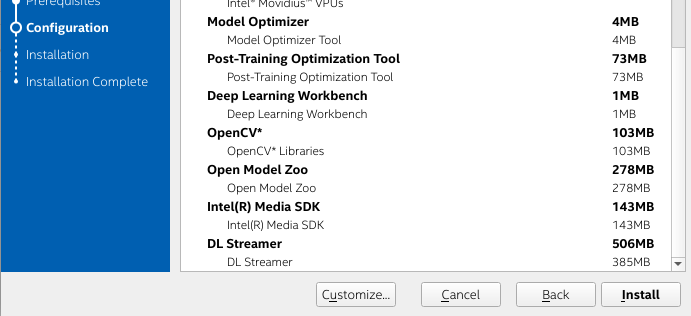 Prerequisites
Configuration
Installation
Installation Complete
Intel® Movidius™ VPUs
Model Optimizer 4MB
Model Optimizer Tool 4MB
Post-Training Optimization Tool 73MB
Post-Training Optimization Tool 73MB
Deep Learning Workbench 1MB
Deep Learning Workbench 1MB
OpenCV* 103MB
OpenCV* Libraries 103MB
Open Model Zoo 278MB
Open Model Zoo 278MB
Intel(R) Media SDK 143MB
Intel(R) Media SDK 143MB
DL Streamer 506MB
DL Streamer 385MB
Customize... Cancel Back Install